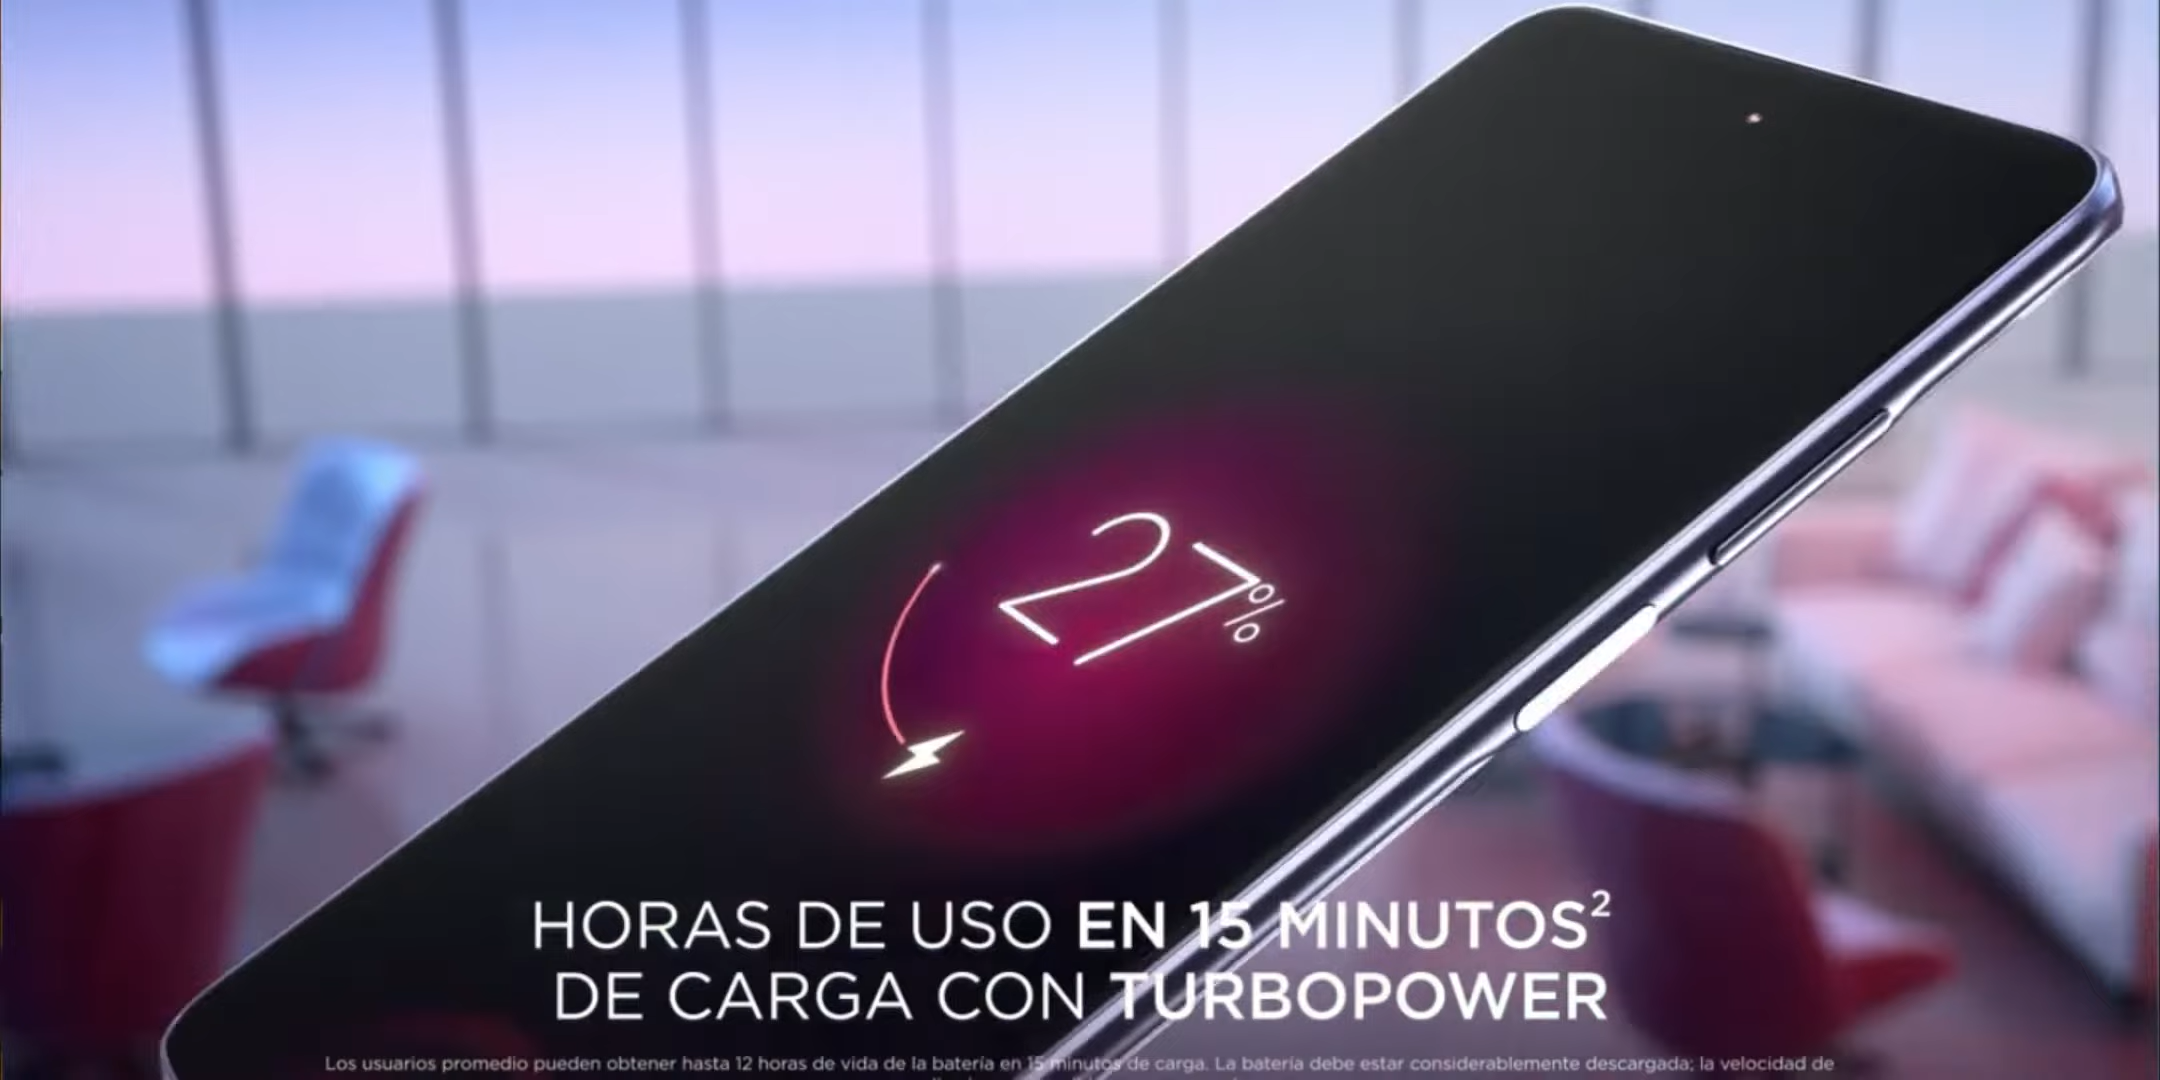 27%
HORAS DE USO EN 15 MINUTOS²
DE CARGA CON TURBOPOWER
Los usuarios promedio pueden obtener hasta 12 horas de vida de la batería en 15 minutos de carga. La batería debe estar considerablemente descargada; la velocidad de